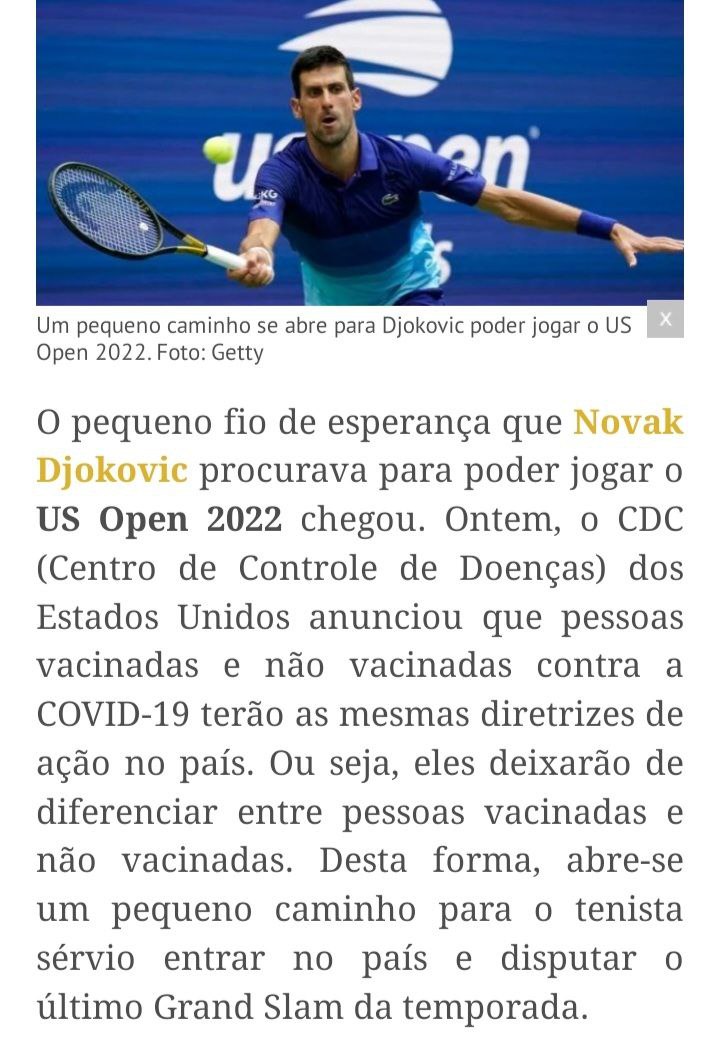 us open
KG
Um pequeno caminho se abre para Djokovic poder jogar o US
Open 2022. Foto: Getty
X
O pequeno fio de esperança que Novak
Djokovic procurava para poder jogar o
US Open 2022 chegou. Ontem, o CDC
(Centro de Controle de Doenças) dos
Estados Unidos anunciou que pessoas
vacinadas e não vacinadas contra a
COVID-19 terão as mesmas diretrizes de
ação no país. Ou seja, eles deixarão de
diferenciar entre pessoas vacinadas e
não vacinadas. Desta forma, abre-se
um pequeno caminho para o tenista
sérvio entrar no país e disputar o
último Grand Slam da temporada.